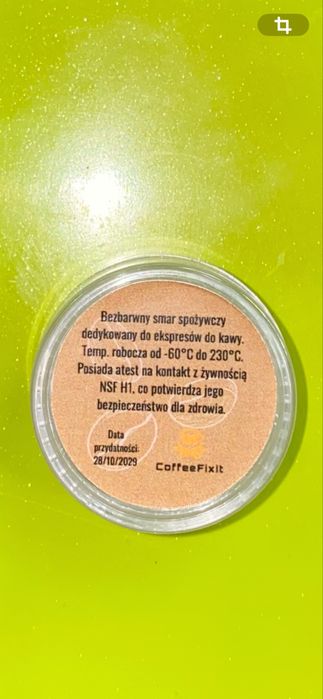 Bezbarwny smar spożywczy
dedykowany do ekspresów do kawy.
Temp. robocza od -60°C do 230°C.
Posiada atest na kontakt z żywnością
NSF H1, co potwierdza jego
bezpieczeństwo dla zdrowia.
Data
przydatności:
28/10/2029
CoffeeFixit